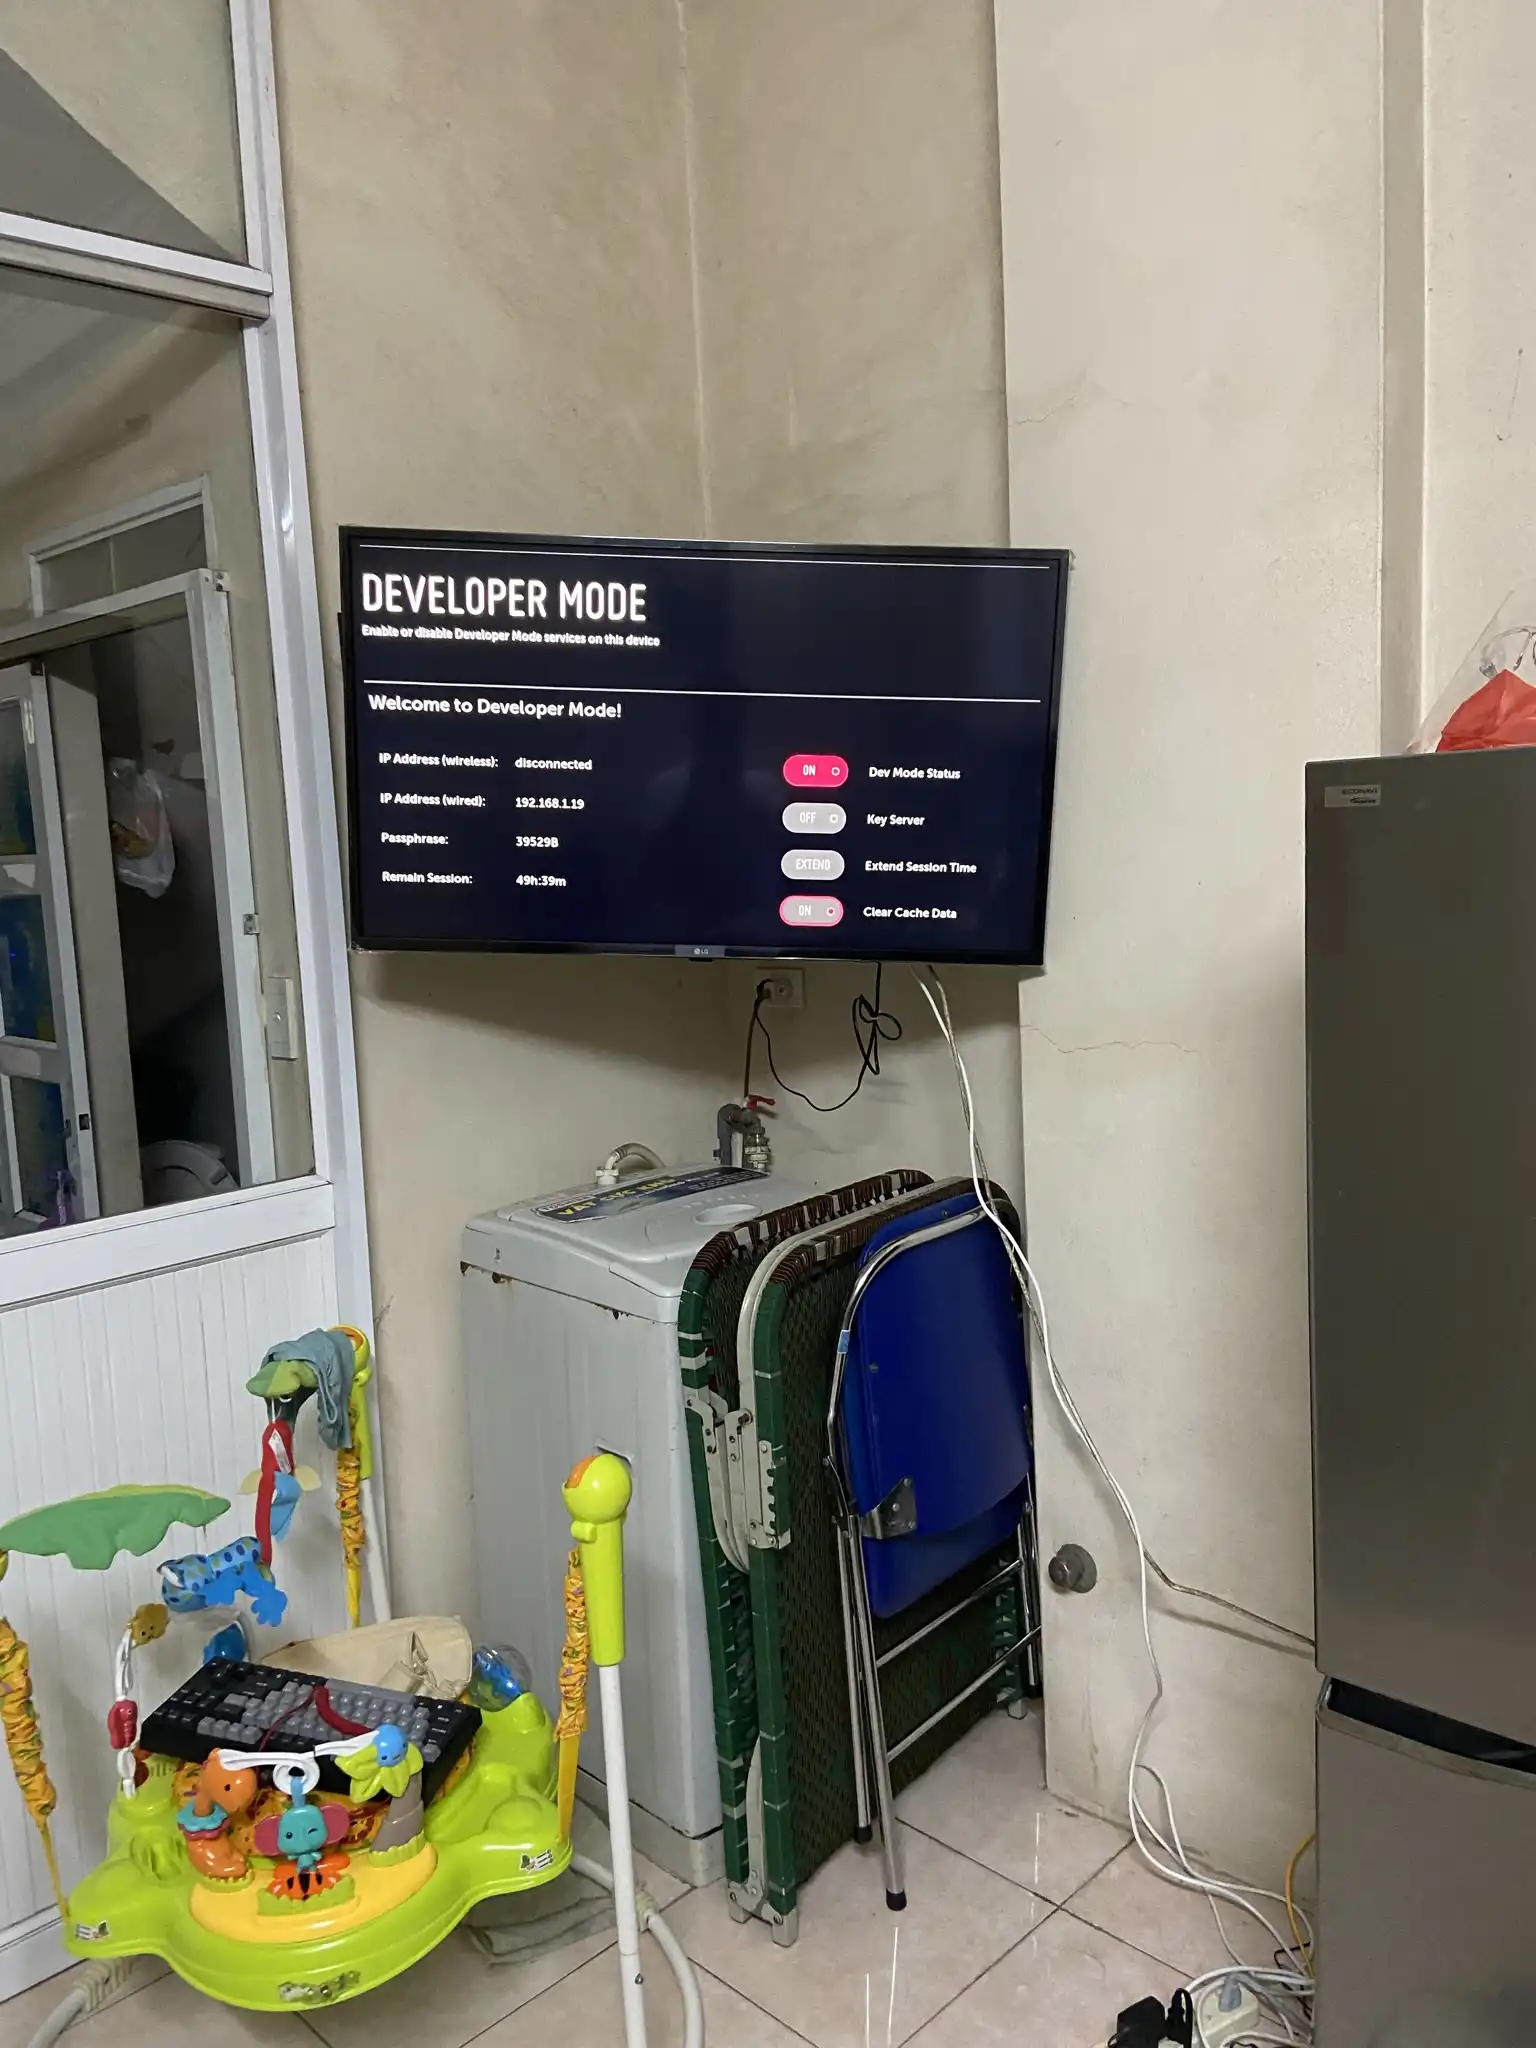 DEVELOPER MODE
Enable or disable Developer Mode services on this device
Welcome to Developer Mode!
IP Address (wireless): disconnected
IP Address (wired): 192.168.1.19
Passphrase: 39529B
Remain Session: 49h:39m
ON Dev Mode Status
OFF Key Server
EXTEND Extend Session Time
ON Clear Cache Data
LG
ECONAVI